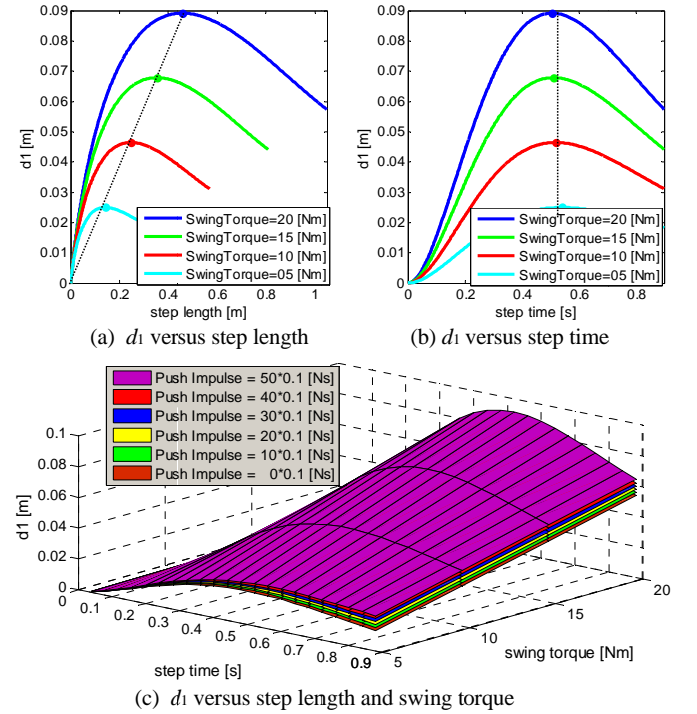 0.09
0.08
0.07
0.06
0.05
0.04
0.03
0.02
0.01
0
d1 [m]
0 0.2 0.4 0.6 0.8 1
step length [m]
SwingTorque=20 [Nm]
SwingTorque=15 [Nm]
SwingTorque=10 [Nm]
SwingTorque=05 [Nm]
(a) d1 versus step length
0.09
0.08
0.07
0.06
0.05
0.04
0.03
0.02
0.01
0
d1 [m]
0 0.2 0.4 0.6 0.8
step time [s]
SwingTorque=20 [Nm]
SwingTorque=15 [Nm]
SwingTorque=10 [Nm]
SwingTorque=05 [Nm]
(b) d1 versus step time
Push Impulse = 50*0.1 [Ns]
Push Impulse = 40*0.1 [Ns]
Push Impulse = 30*0.1 [Ns]
Push Impulse = 20*0.1 [Ns]
Push Impulse = 10*0.1 [Ns]
Push Impulse = 0*0.1 [Ns]
0.1
0.08
0.06
0.04
0.02
0
d1 [m]
0 0.1 0.2 0.3 0.4 0.5 0.6 0.7 0.8 0.9
step time [s]
5 10 15 20
swing torque [Nm]
(c) d1 versus step length and swing torque